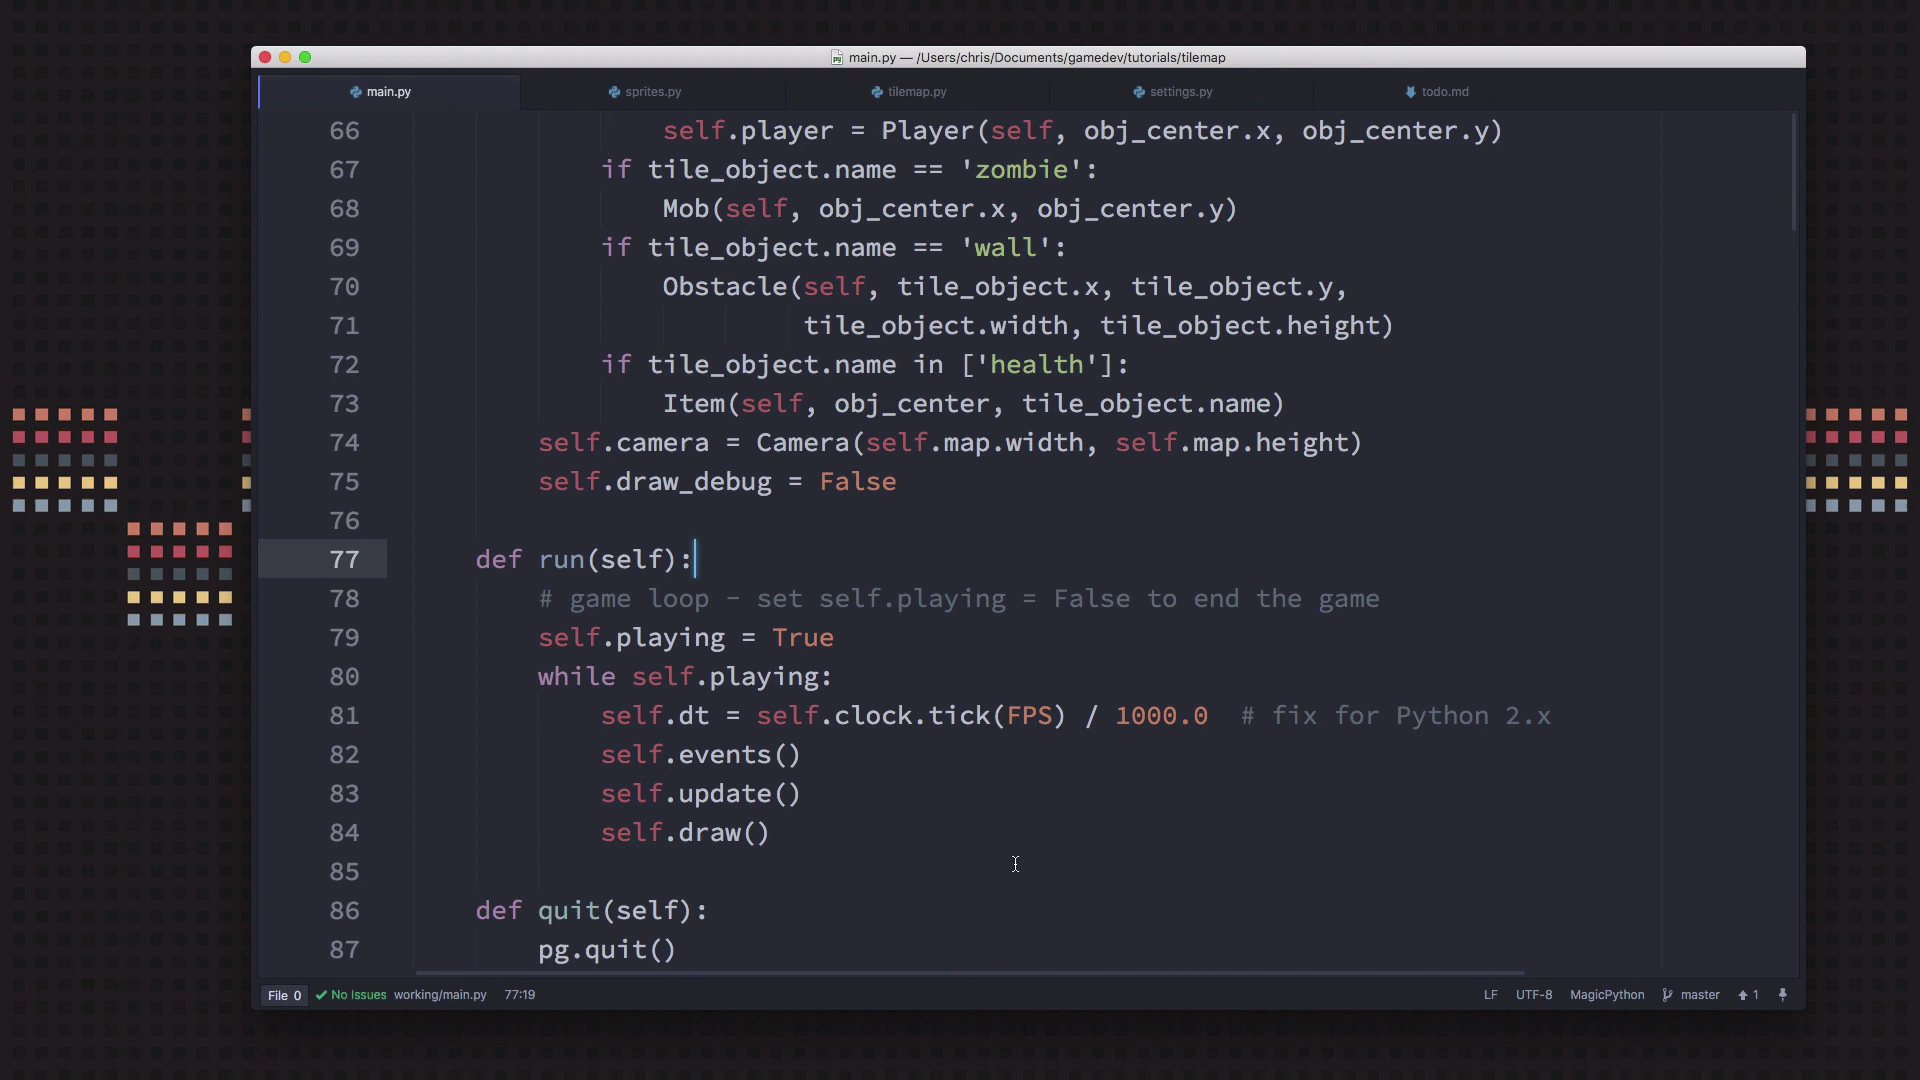 main.py — /Users/chris/Documents/gamedev/tutorials/tilemap
main.py sprites.py tilemap.py settings.py todo.md
66 self.player = Player(self, obj_center.x, obj_center.y)
67 if tile_object.name == 'zombie':
68 Mob(self, obj_center.x, obj_center.y)
69 if tile_object.name == 'wall':
70 Obstacle(self, tile_object.x, tile_object.y,
71 tile_object.width, tile_object.height)
72 if tile_object.name in ['health']:
73 Item(self, obj_center, tile_object.name)
74 self.camera = Camera(self.map.width, self.map.height)
75 self.draw_debug = False
76
77 def run(self):
78 # game loop - set self.playing = False to end the game
79 self.playing = True
80 while self.playing:
81 self.dt = self.clock.tick(FPS) / 1000.0  # fix for Python 2.x
82 self.events()
83 self.update()
84 self.draw()
85
86 def quit(self):
87 pg.quit()
File 0 No Issues working/main.py 77:19 LF UTF-8 MagicPython master 1